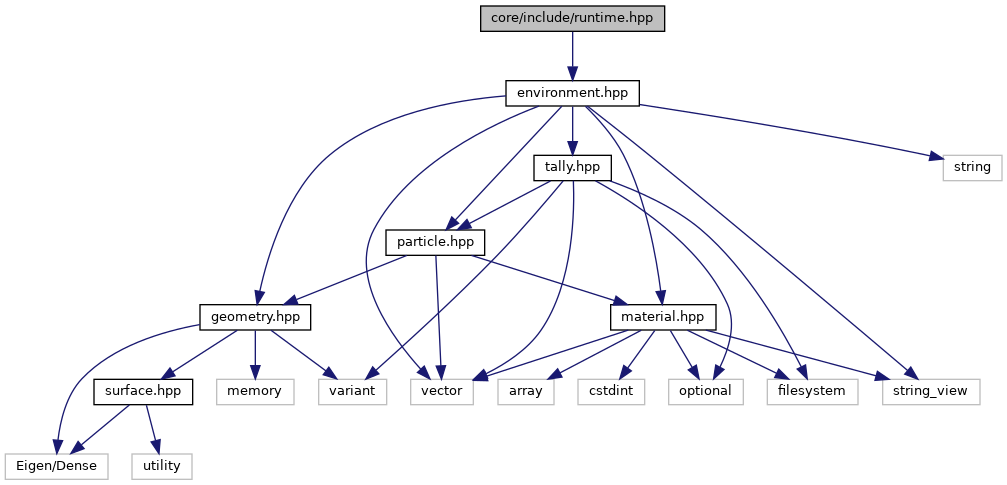 core/include/runtime.hpp
environment.hpp
tally.hpp
string
particle.hpp
geometry.hpp
material.hpp
surface.hpp
memory
variant
vector
array
cstdint
optional
filesystem
string_view
Eigen/Dense
utility